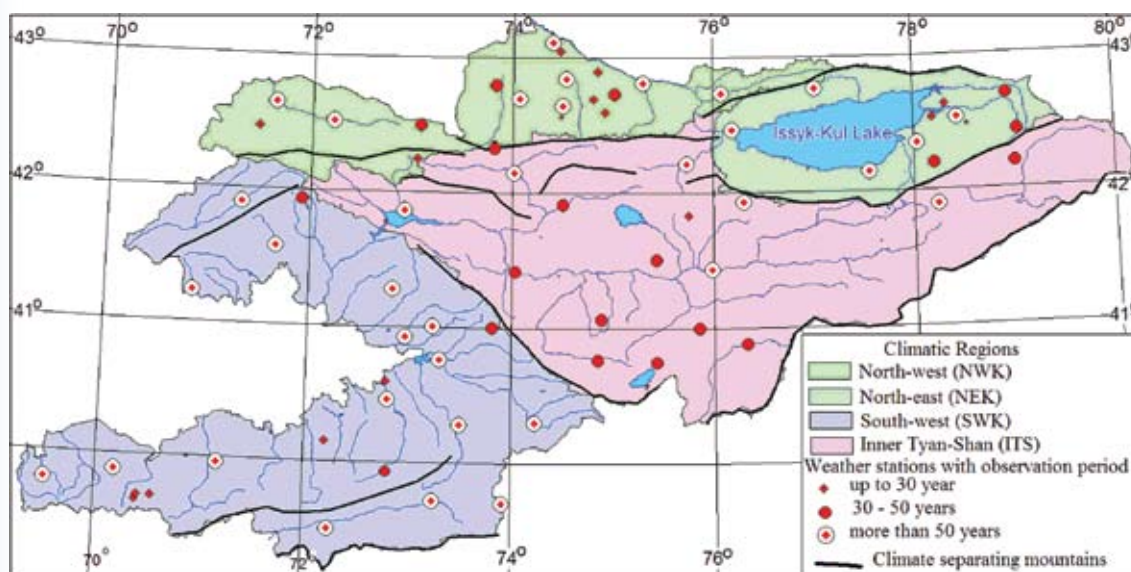 70° 72° 74° 76° 78° 80°
43° 43°
Issyk-Kul Lake
42° 42°
41° 41°
Climatic Regions
North-west (NWK)
North-east (NEK)
South-west (SWK)
Inner Tyan-Shan (ITS)
Weather stations with observation period
up to 30 year
30 - 50 years
more than 50 years
Climate separating mountains
70° 72° 74° 76°